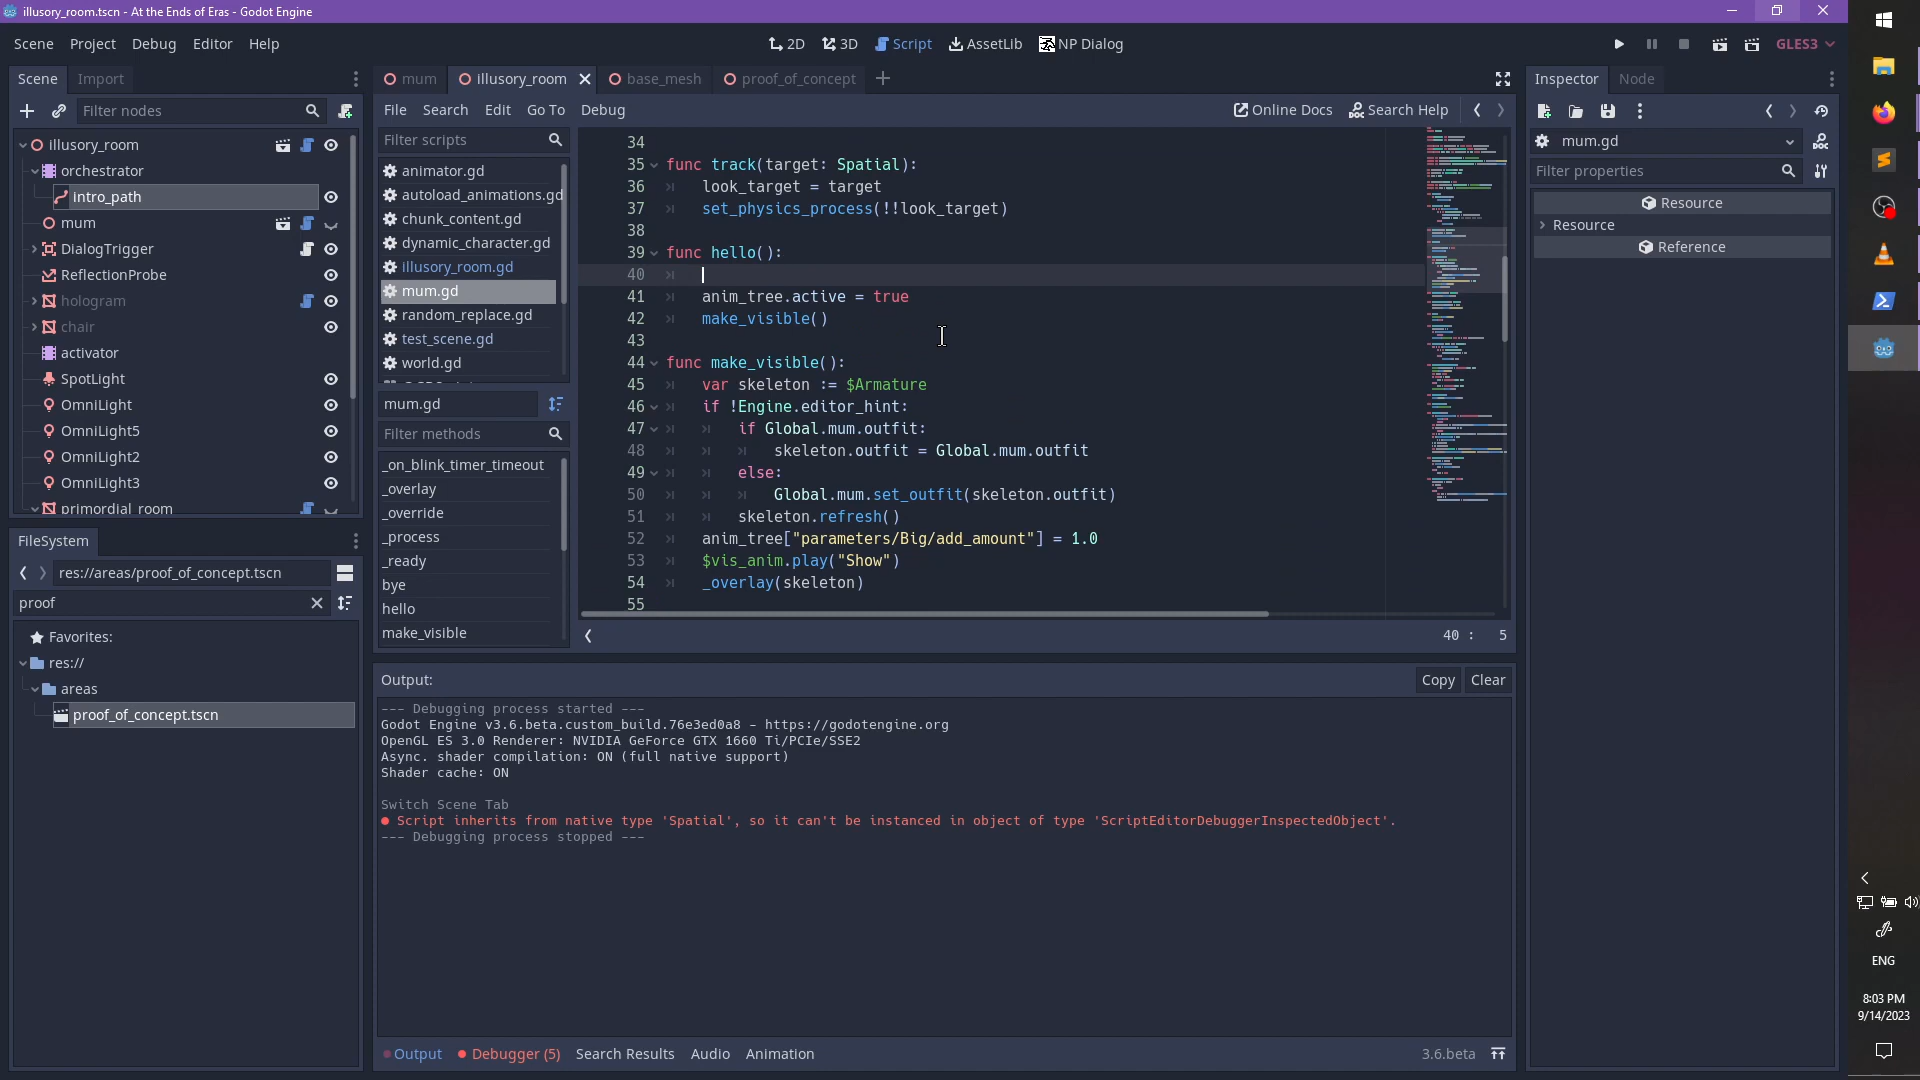 illusory_room.tscn - At the Ends of Eras - Godot Engine
Scene Project Debug Editor Help
2D 3D Script AssetLib NP Dialog
GLES3
Scene Import
Filter nodes
illusory_room
orchestrator
intro_path
mum
DialogTrigger
ReflectionProbe
hologram
chair
activator
SpotLight
OmniLight
OmniLight5
OmniLight2
OmniLight3
primordial_room
FileSystem
res://areas/proof_of_concept.tscn
proof
Favorites:
res://
areas
proof_of_concept.tscn
mum illusory_room base_mesh proof_of_concept
File Search Edit Go To Debug
Online Docs Search Help
Filter scripts
animator.gd
autoload_animations.gd
chunk_content.gd
dynamic_character.gd
illusory_room.gd
mum.gd
random_replace.gd
test_scene.gd
world.gd
mum.gd
Filter methods
_on_blink_timer_timeout
_overlay
_override
_process
_ready
bye
hello
make_visible
34
35 func track(target: Spatial):
36 look_target = target
37 set_physics_process(!!look_target)
38
39 func hello():
40
41 anim_tree.active = true
42 make_visible()
43
44 func make_visible():
45 var skeleton := $Armature
46 if !Engine.editor_hint:
47 if Global.mum.outfit:
48 skeleton.outfit = Global.mum.outfit
49 else:
50 Global.mum.set_outfit(skeleton.outfit)
51 skeleton.refresh()
52 anim_tree["parameters/Big/add_amount"] = 1.0
53 $vis_anim.play("Show")
54 _overlay(skeleton)
55
40 : 5
Output:
Copy Clear
--- Debugging process started ---
Godot Engine v3.6.beta.custom_build.76e3ed0a8 - https://godotengine.org
OpenGL ES 3.0 Renderer: NVIDIA GeForce GTX 1660 Ti/PCIe/SSE2
Async. shader compilation: ON (full native support)
Shader cache: ON
Switch Scene Tab
Script inherits from native type 'Spatial', so it can't be instanced in object of type 'ScriptEditorDebuggerInspectedObject'.
--- Debugging process stopped ---
Output Debugger (5) Search Results Audio Animation
3.6.beta
Inspector Node
mum.gd
Filter properties
Resource
Resource
Reference
ENG
8:03 PM
9/14/2023